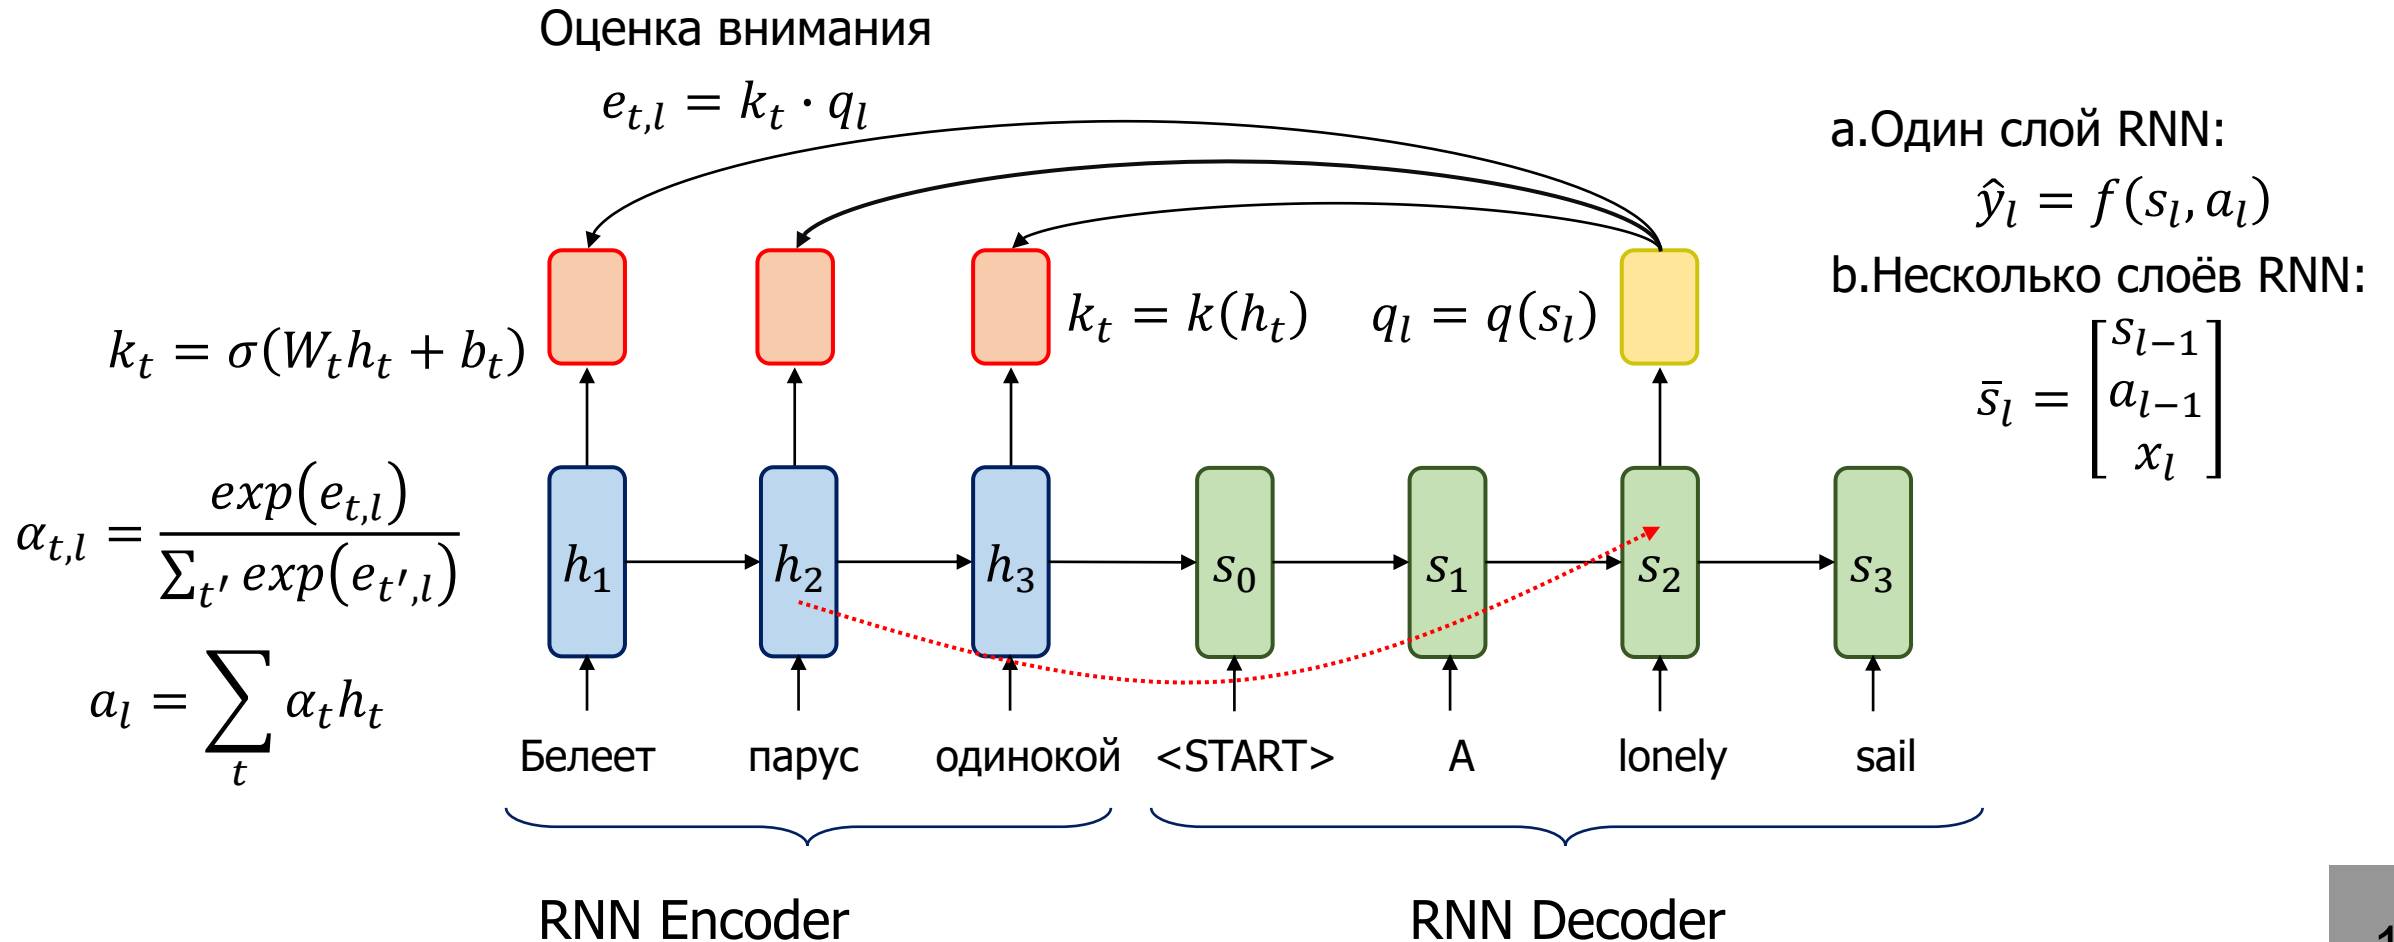 Оценка внимания
e_{t,l} = k_t · q_l
a.Один слой RNN:
ŷ_l = f(s_l, a_l)
b.Несколько слоёв RNN:
s̄_l = [s_{l−1}
a_{l−1}
x_l]
k_t = σ(W_t h_t + b_t)
k_t = k(h_t)
q_l = q(s_l)
α_{t,l} = exp(e_{t,l}) / ∑_{t'} exp(e_{t',l})
a_l = ∑_t α_t h_t
h_1 h_2 h_3 s_0 s_1 s_2 s_3
Белеет парус одинокой <START> A lonely sail
RNN Encoder RNN Decoder